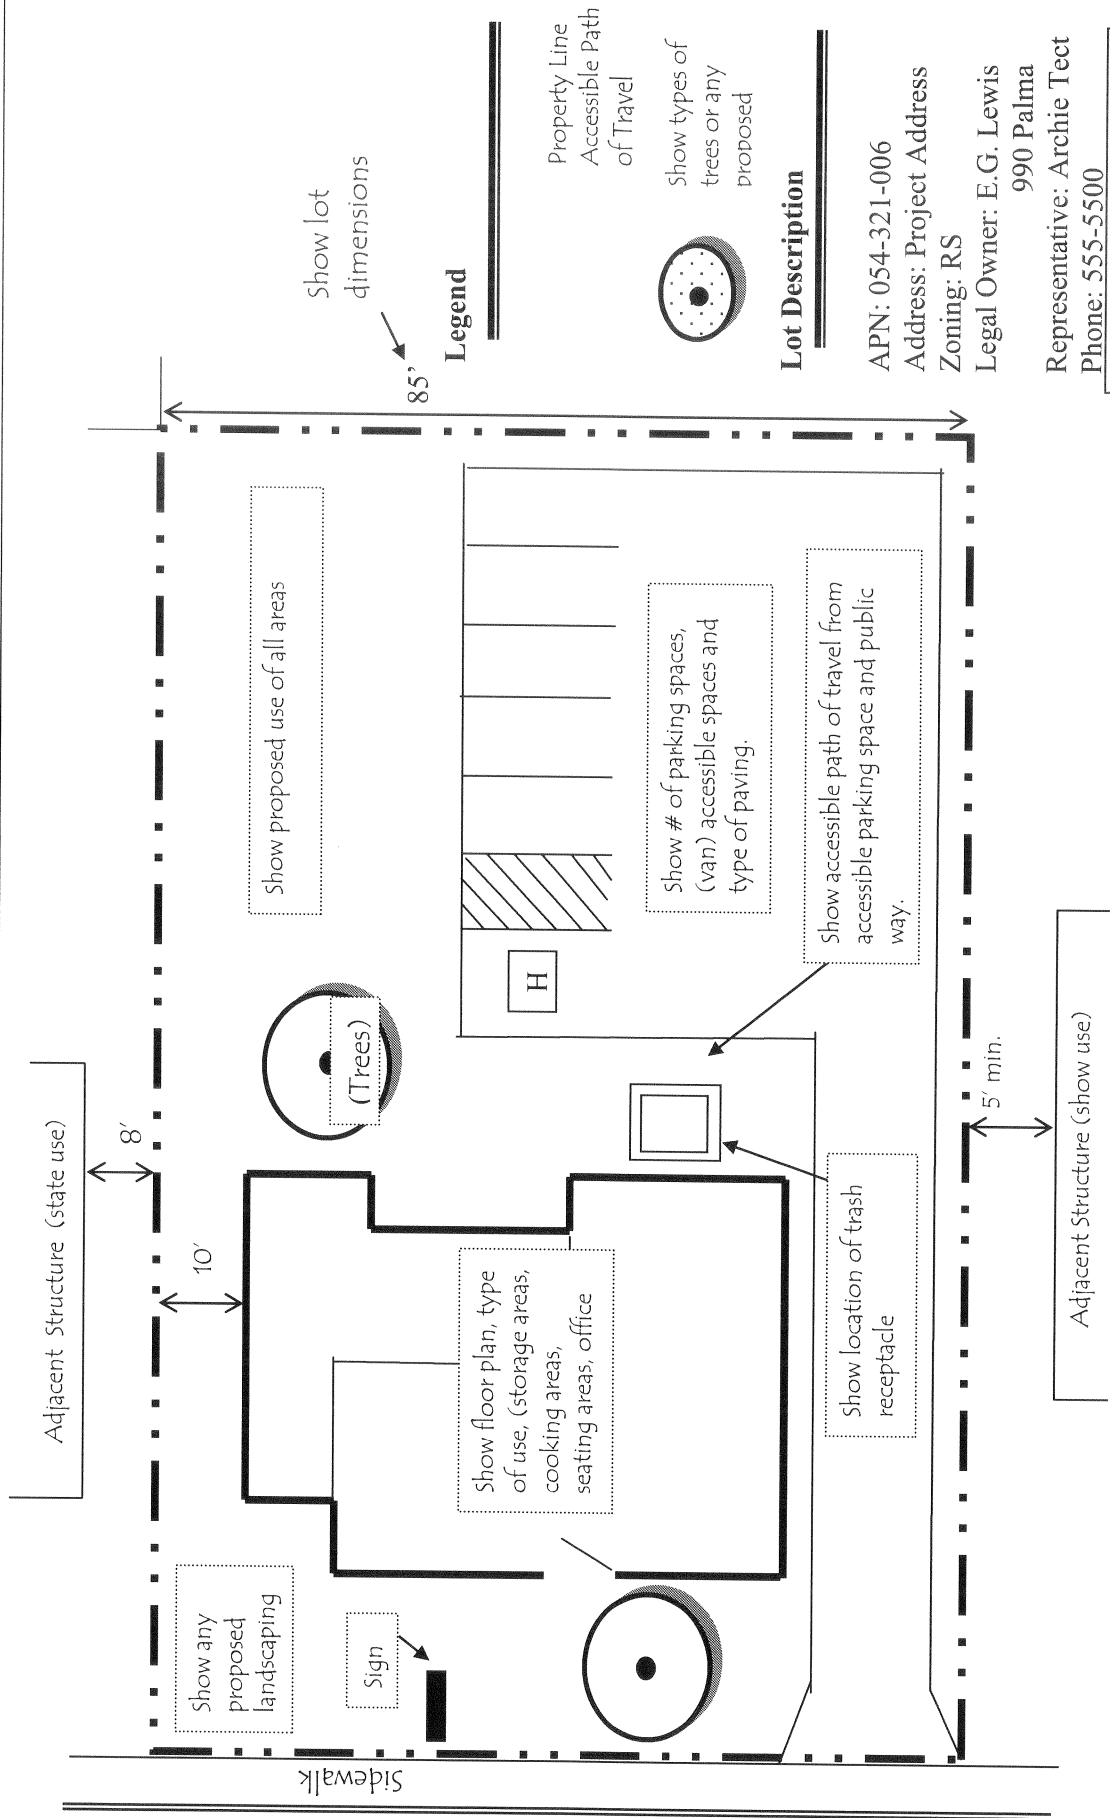 Adjacent Structure (state use)
8'
10'
Show any
proposed
landscaping
Sign
Sidewalk
(Trees)
Show proposed use of all areas
Show floor plan, type
of use, (storage areas,
cooking areas,
seating areas, office
H
Show # of parking spaces,
(van) accessible spaces and
type of paving.
Show accessible path of travel from
accessible parking space and public
way.
Show location of trash
receptacle
5' min.
Adjacent Structure (show use)
Show lot
dimensions
85'
Legend
Property Line
Accessible Path
of Travel
Show types of
trees or any
proposed
Lot Description
APN: 054-321-006
Address: Project Address
Zoning: RS
Legal Owner: E.G. Lewis
990 Palma
Representative: Archie Tect
Phone: 555-5500